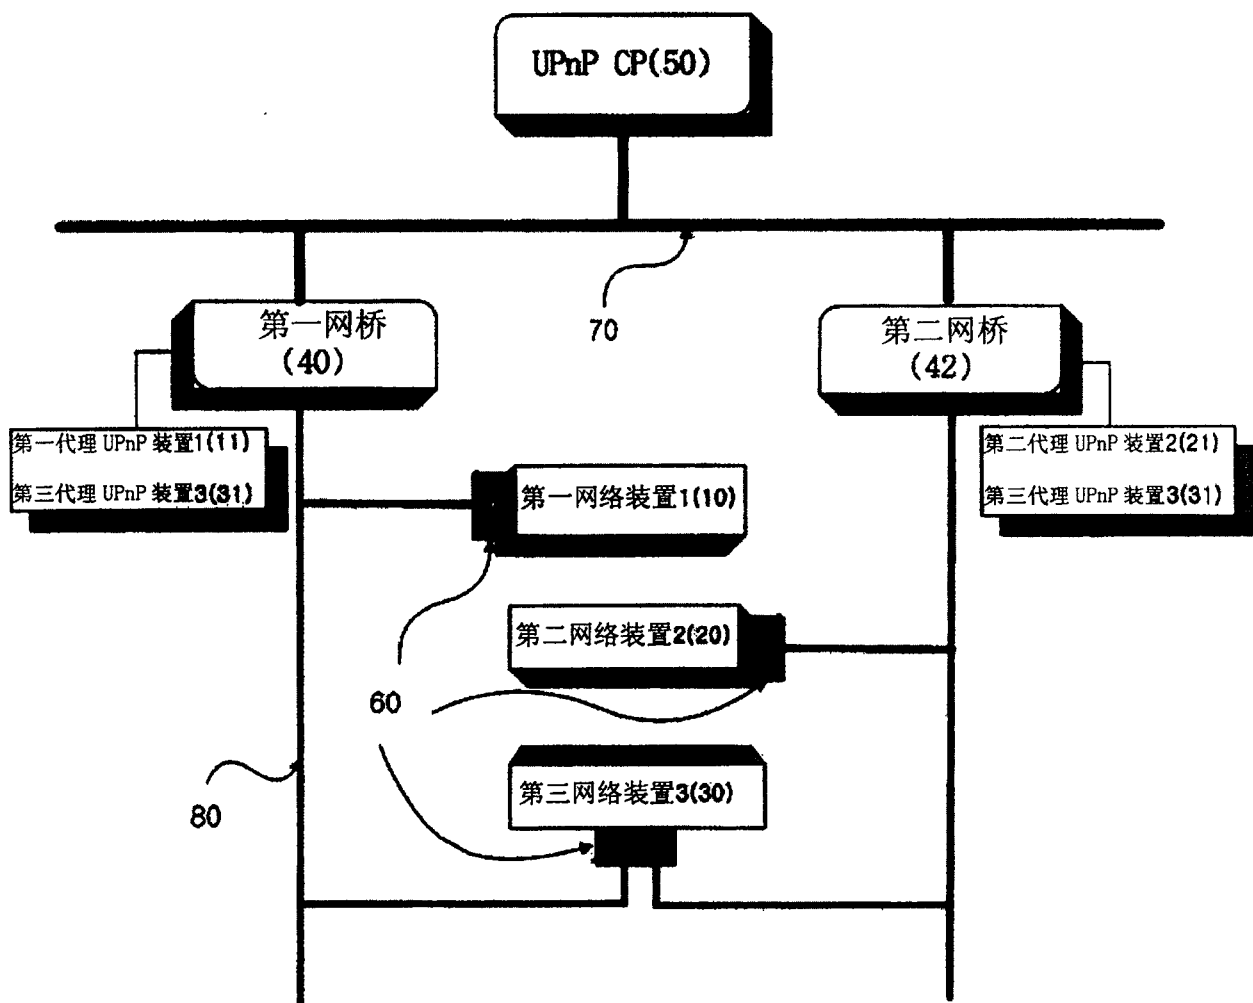 UPnP CP(50)
70
第一网桥
(40)
第二网桥
(42)
第一代理 UPnP 装置1(11)
第三代理 UPnP 装置3(31)
第二代理 UPnP 装置2(21)
第三代理 UPnP 装置3(31)
第一网络装置1(10)
第二网络装置2(20)
60
第三网络装置3(30)
80